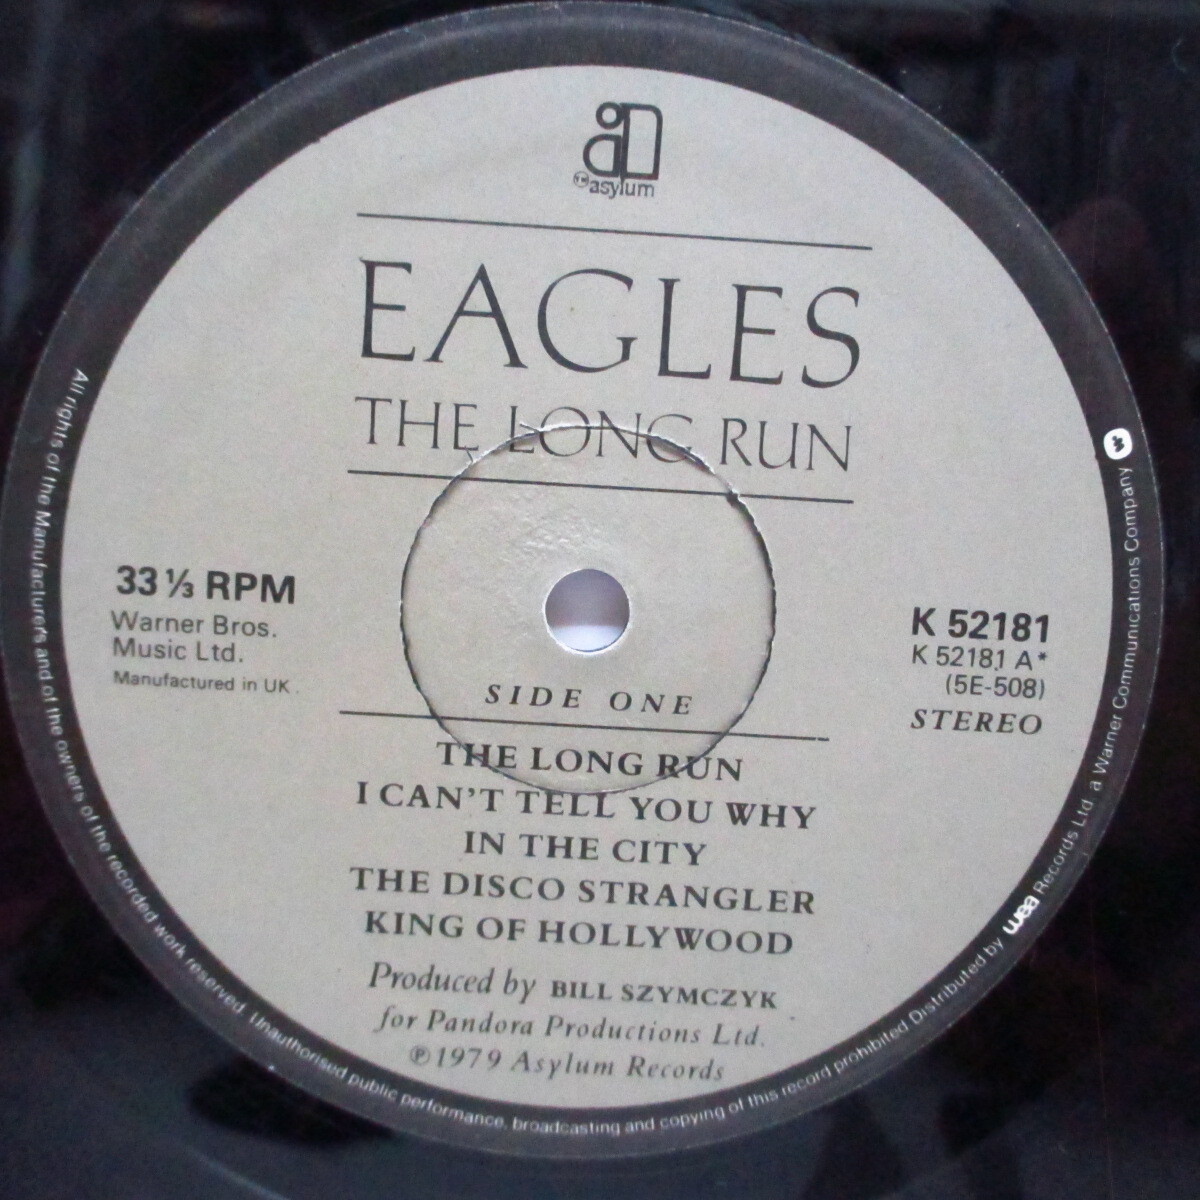 TM asylum
EAGLES
THE LONG RUN
33 ⅓ RPM
Warner Bros.
Music Ltd.
Manufactured in UK.
K 52181
K 52181 A*
(5E-508)
STEREO
SIDE ONE
THE LONG RUN
I CAN'T TELL YOU WHY
IN THE CITY
THE DISCO STRANGLER
KING OF HOLLYWOOD
Produced by BILL SZYMCZYK
for Pandora Productions Ltd.
℗1979 Asylum Records
All rights of the Manufacturers and of the owners of the recorded work reserved. Unauthorised public performance, broadcasting and copying of this record prohibited Distributed by wea Records Ltd. a Warner Communications Company